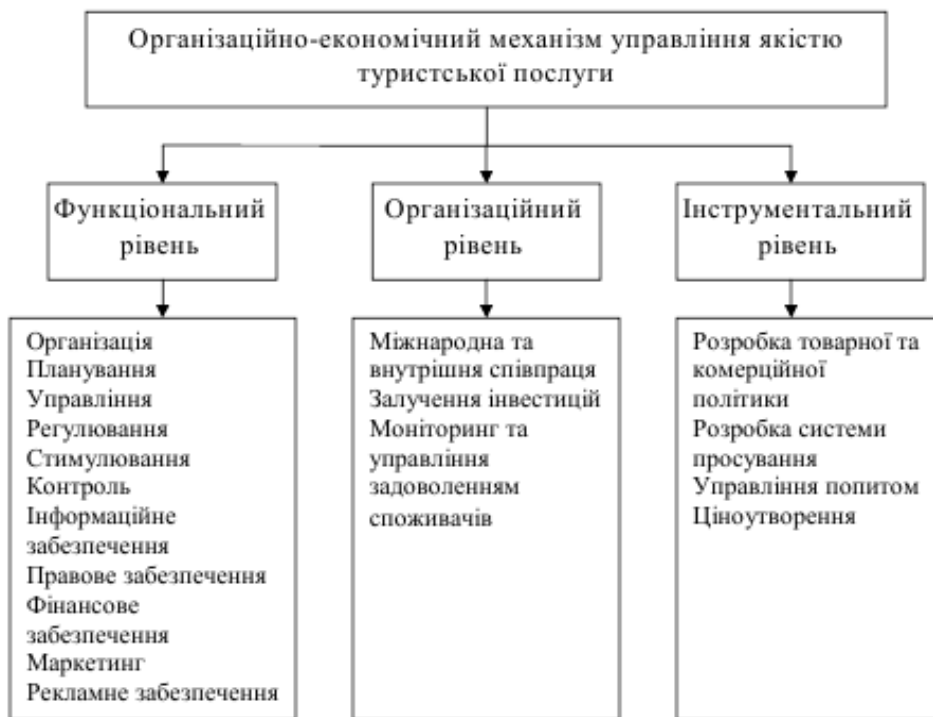 Організаційно-економічний механізм управління якістю
туристської послуги
Функціональний
рівень
Організаційний
рівень
Інструментальний
рівень
Організація
Планування
Управління
Регулювання
Стимулювання
Контроль
Інформаційне
забезпечення
Правове забезпечення
Фінансове
забезпечення
Маркетинг
Рекламне забезпечення
Міжнародна та
внутрішня співпраця
Залучення інвестицій
Моніторинг та
управління
задоволенням
споживачів
Розробка товарної та
комерційної
політики
Розробка системи
просування
Управління попитом
Ціноутворення